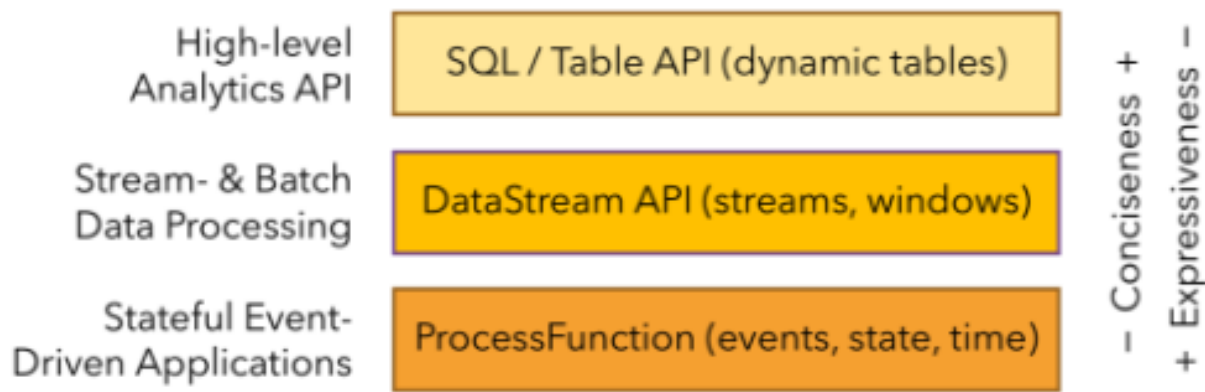 High-level
Analytics API
SQL / Table API (dynamic tables)
Stream- & Batch
Data Processing
DataStream API (streams, windows)
Stateful Event-
Driven Applications
ProcessFunction (events, state, time)
– Conciseness +
+ Expressiveness –